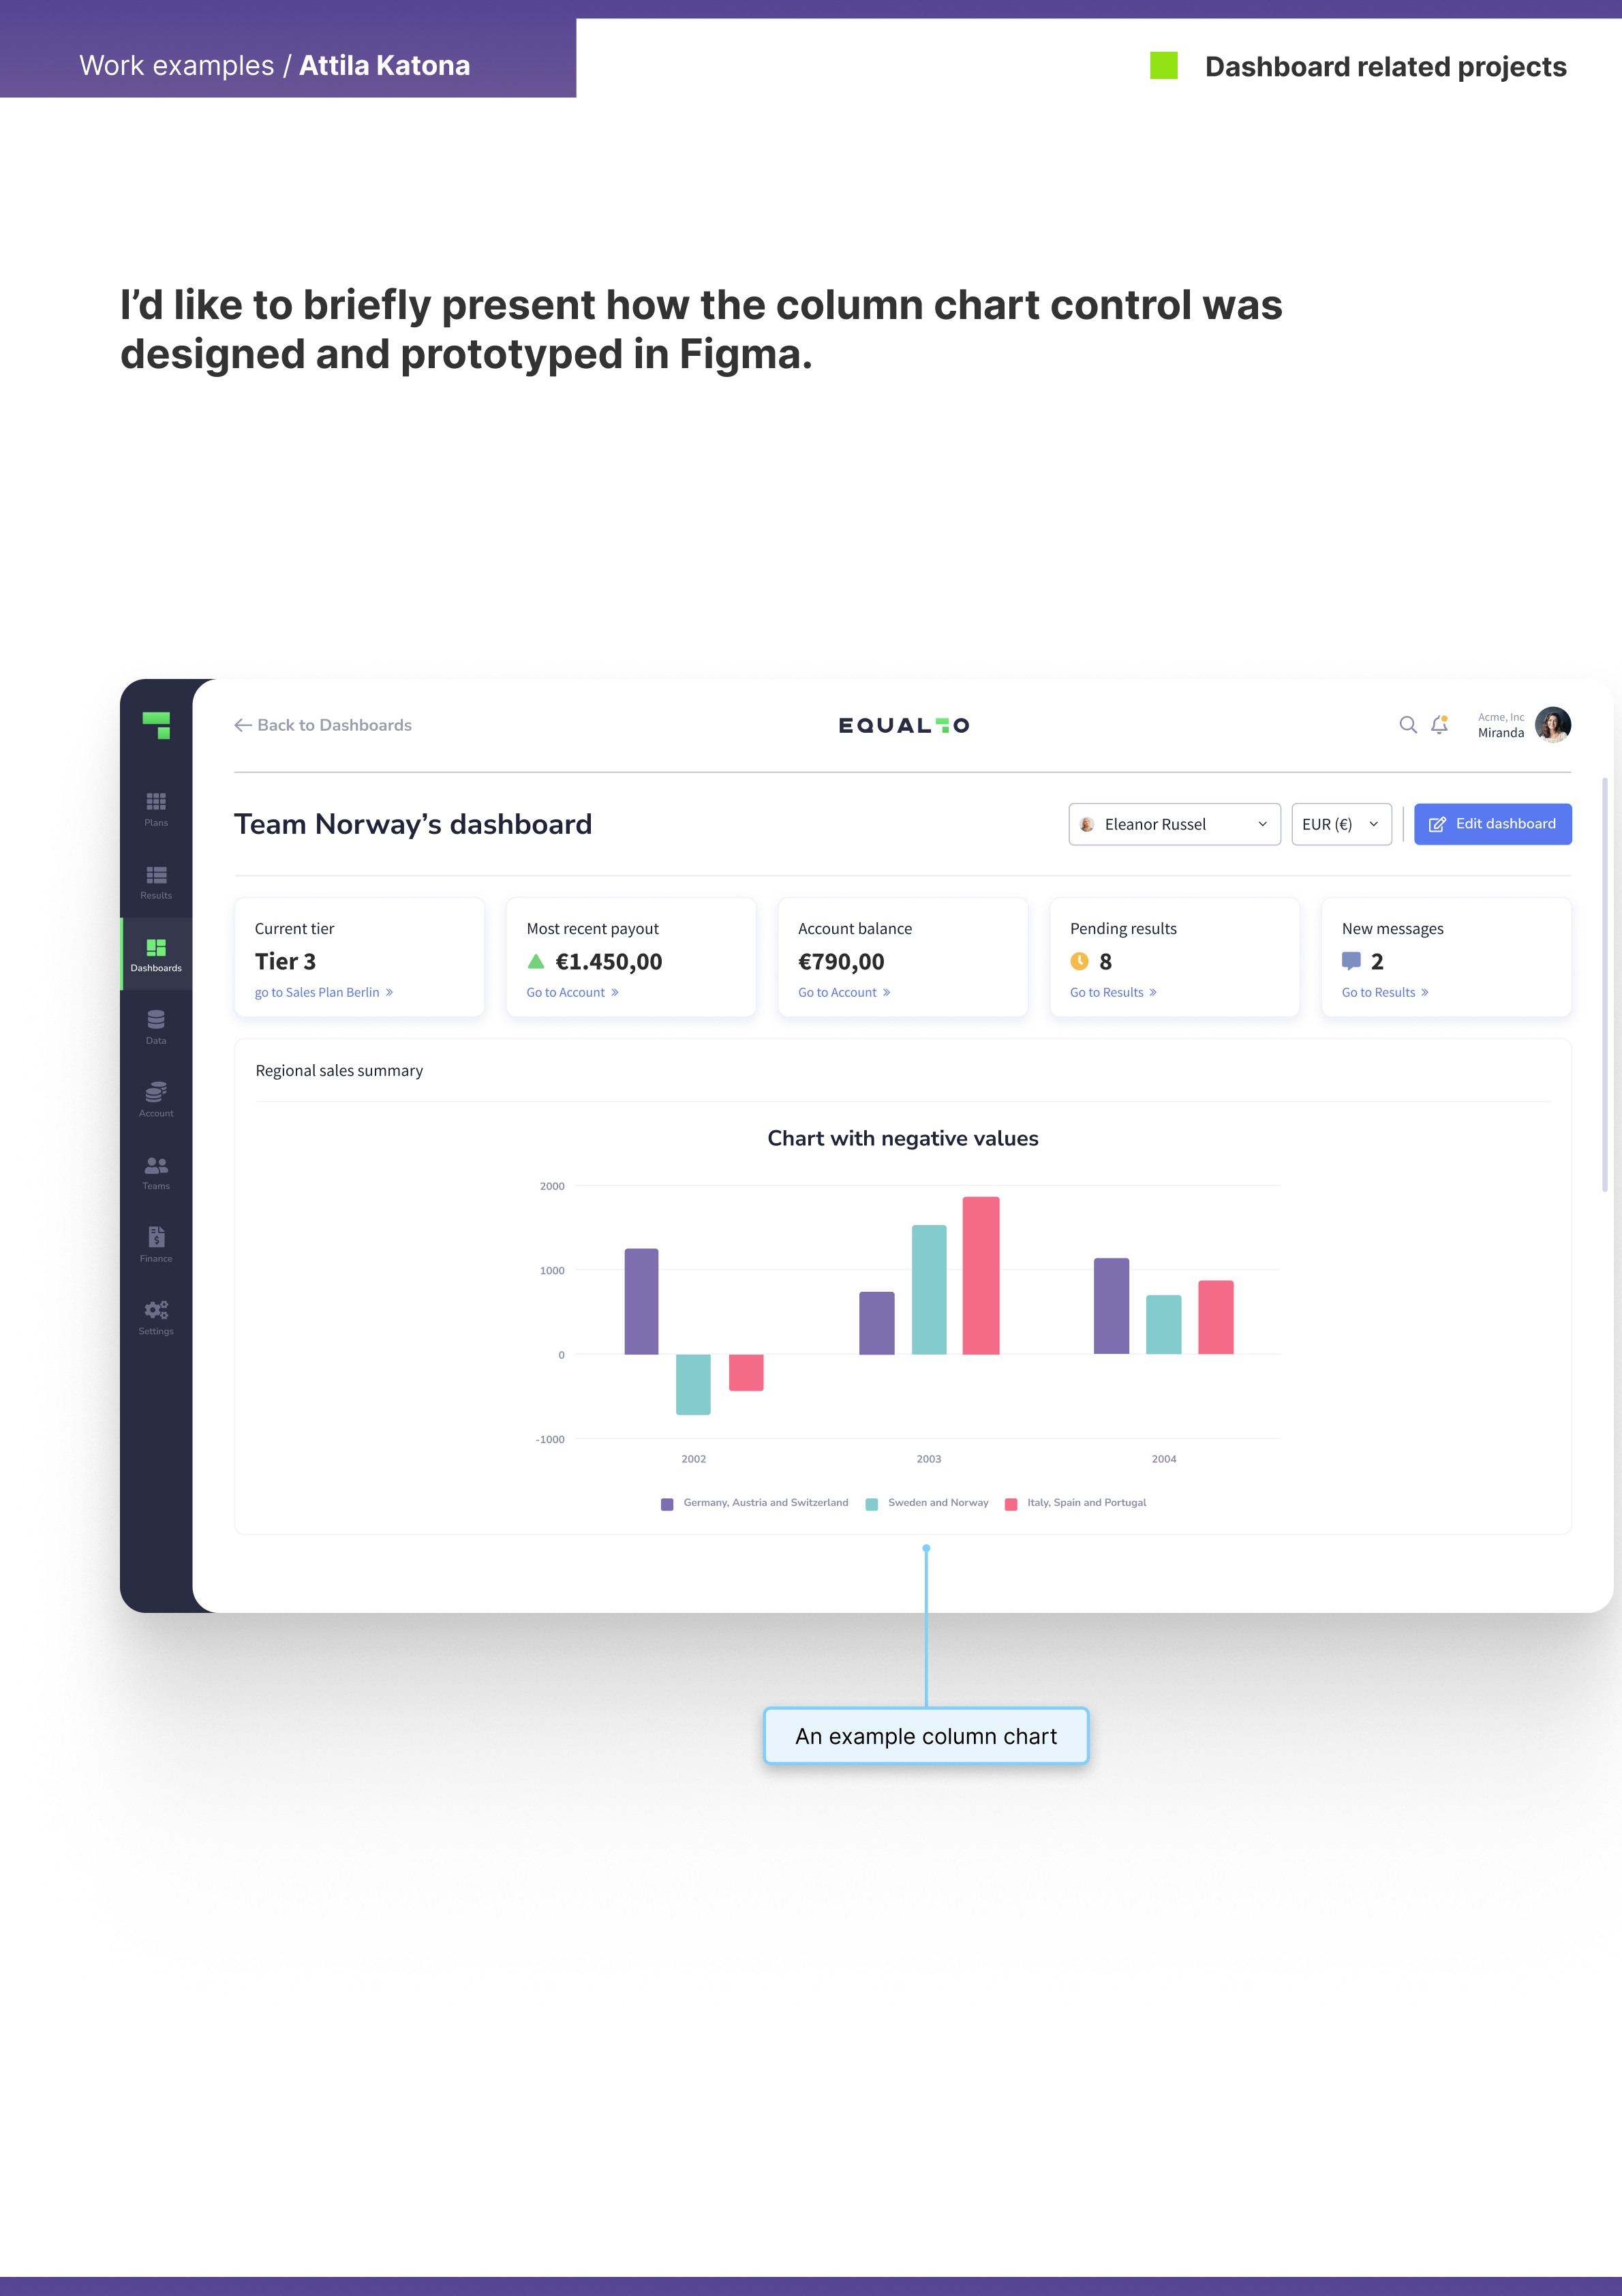 Work examples / Attila Katona
Dashboard related projects
I’d like to briefly present how the column chart control was
designed and prototyped in Figma.
Back to Dashboards
EQUALTO
Acme, Inc
Miranda
Plans
Results
Dashboards
Data
Account
Teams
Finance
Settings
Team Norway’s dashboard
Eleanor Russel
EUR (€)
Edit dashboard
Current tier
Tier 3
go to Sales Plan Berlin »
Most recent payout
€1.450,00
Go to Account »
Account balance
€790,00
Go to Account »
Pending results
8
Go to Results »
New messages
2
Go to Results »
Regional sales summary
Chart with negative values
2000
1000
0
-1000
2002 2003 2004
Germany, Austria and Switzerland Sweden and Norway Italy, Spain and Portugal
An example column chart